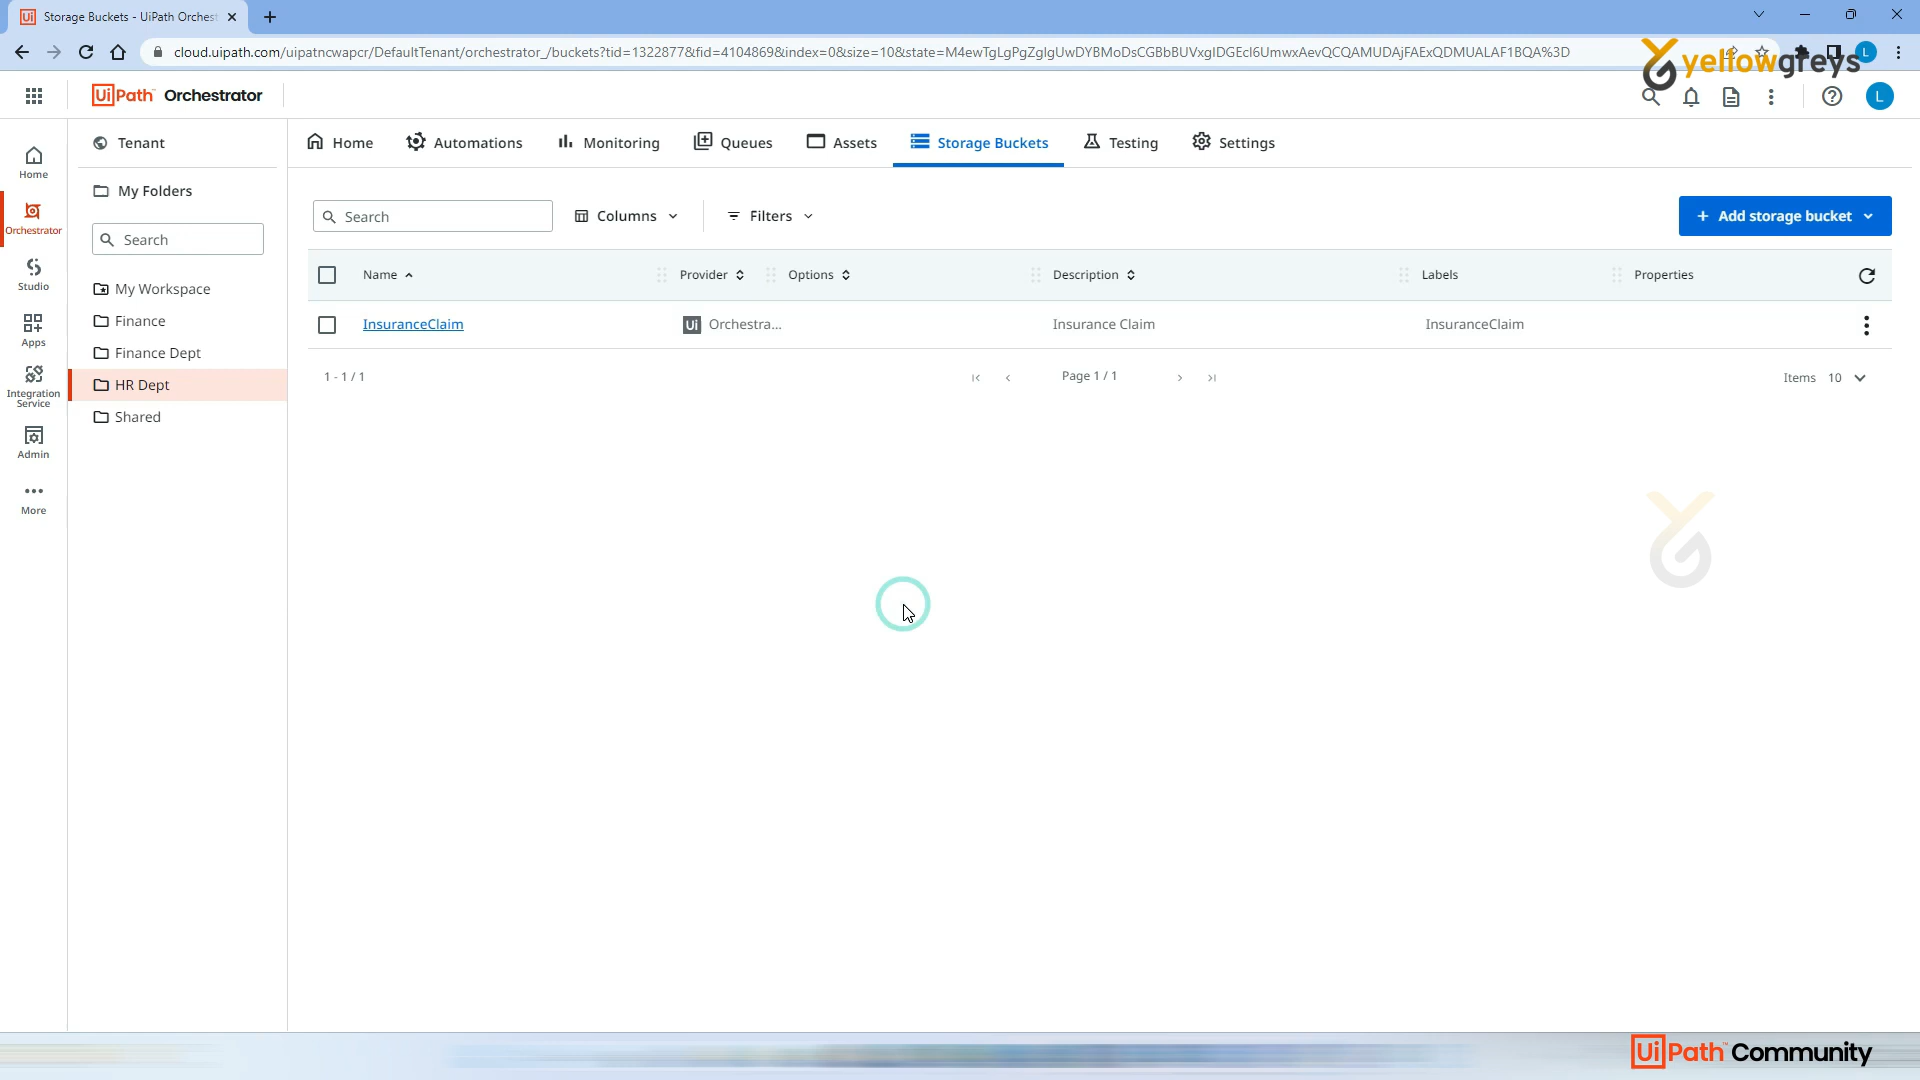 Storage Buckets - UiPath Orchest
cloud.uipath.com/uipatncwapcr/DefaultTenant/orchestrator_/buckets?tid=1322877&fid=4104869&index=0&size=10&state=M4ewTgLgPgZglgUwDYBMoDsCGBbBUVxgIDGEcI6UmwxAevQCQAMUDAjFAExQDMUALAF1BQA%3D
L
yellowgreys
UiPath Orchestrator
L
Tenant
Home
Automations
Monitoring
Queues
Assets
Storage Buckets
Testing
Settings
Home
My Folders
Orchestrator
Search
Columns
Filters
+ Add storage bucket
Search
Studio
Name
Provider
Options
Description
Labels
Properties
My Workspace
Finance
InsuranceClaim
Ui Orchestra...
Insurance Claim
InsuranceClaim
Apps
Finance Dept
1 - 1 / 1
Page 1 / 1
Items 10
HR Dept
Integration
Service
Shared
Admin
More
UiPath Community